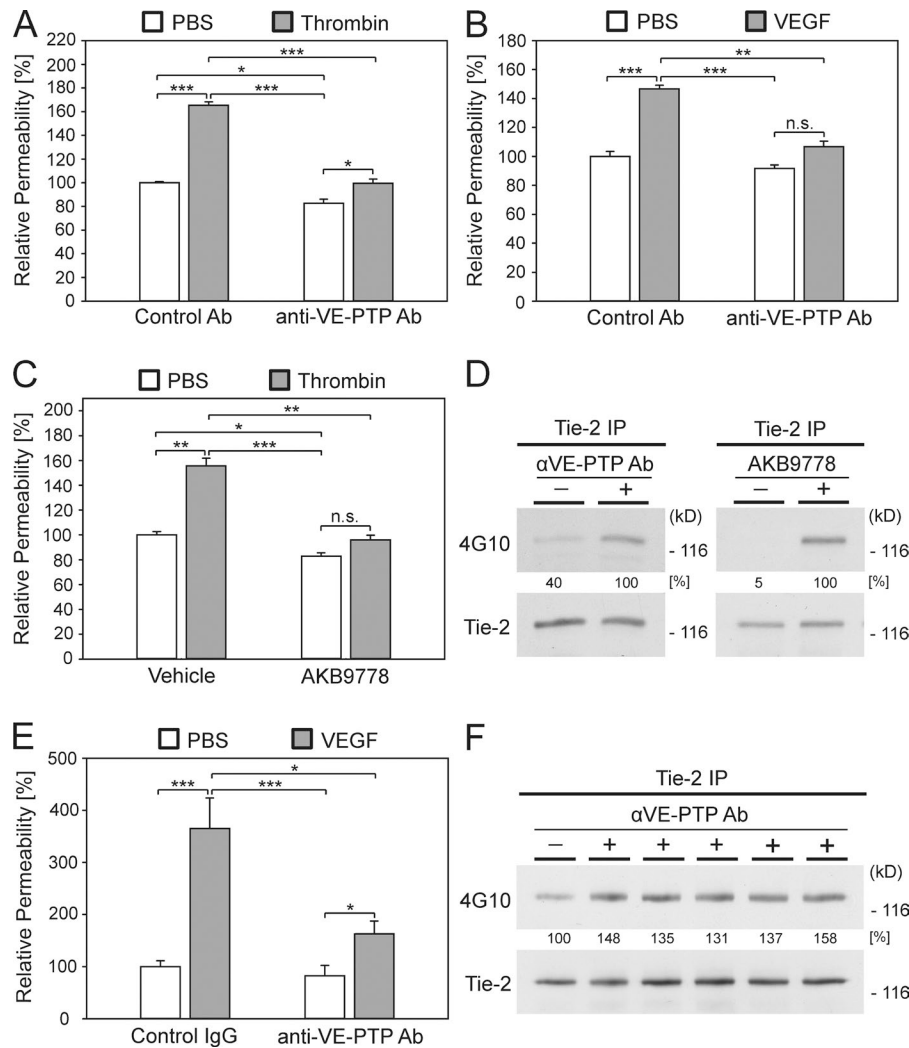 A
PBS Thrombin
Relative Permeability [%]
220
200
180
160
140
120
100
80
60
40
20
0
***
*
*** ***
*
Control Ab anti-VE-PTP Ab
B
PBS VEGF
Relative Permeability [%]
180
160
140
120
100
80
60
40
20
0
**
*** ***
n.s.
Control Ab anti-VE-PTP Ab
C
PBS Thrombin
Relative Permeability [%]
200
180
160
140
120
100
80
60
40
20
0
**
*
** ***
n.s.
Vehicle AKB9778
D
Tie-2 IP Tie-2 IP
αVE-PTP Ab AKB9778
– + – +
(kD) (kD)
4G10 - 116 - 116
40 100 [%] 5 100 [%]
Tie-2 - 116 - 116
E
PBS VEGF
Relative Permeability [%]
500
400
300
200
100
0
*
*** ***
*
Control IgG anti-VE-PTP Ab
F
Tie-2 IP
αVE-PTP Ab
– + + + + +
(kD)
4G10 - 116
100 148 135 131 137 158 [%]
Tie-2 - 116